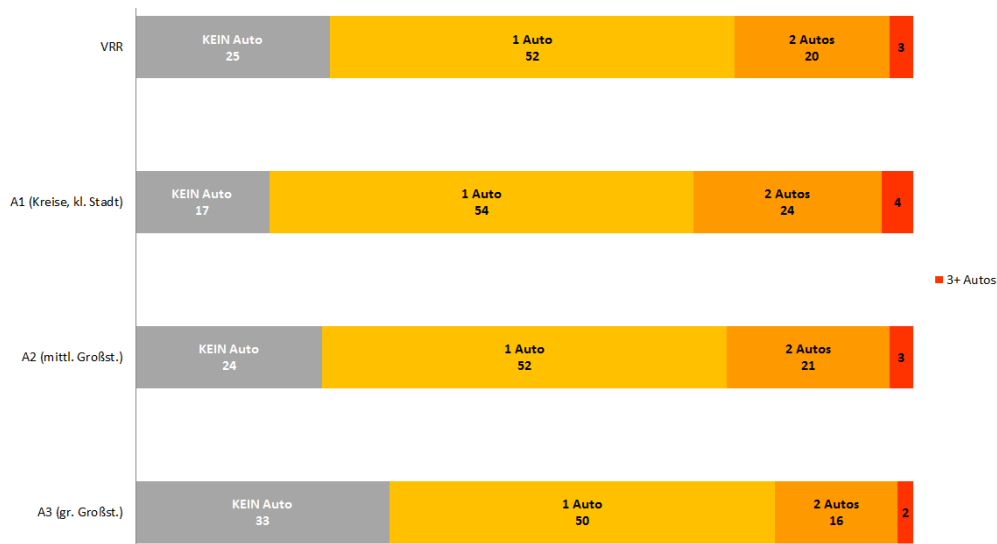 VRR
KEIN Auto
25
1 Auto
52
2 Autos
20
3
A1 (Kreise, kl. Stadt)
KEIN Auto
17
1 Auto
54
2 Autos
24
4
3+ Autos
A2 (mittl. Großst.)
KEIN Auto
24
1 Auto
52
2 Autos
21
3
A3 (gr. Großst.)
KEIN Auto
33
1 Auto
50
2 Autos
16
2